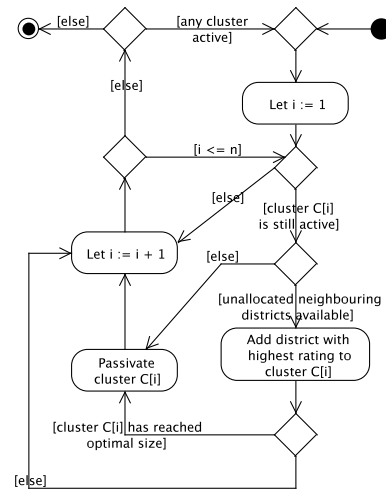 [else]
[any cluster
active]
Let i := 1
[else]
[i <= n]
[else]
[cluster C[i]
is still active]
Let i := i + 1
[else]
[unallocated neighbouring
districts available]
Add district with
highest rating to
cluster C[i]
Passivate
cluster C[i]
[cluster C[i] has reached
optimal size]
[else]